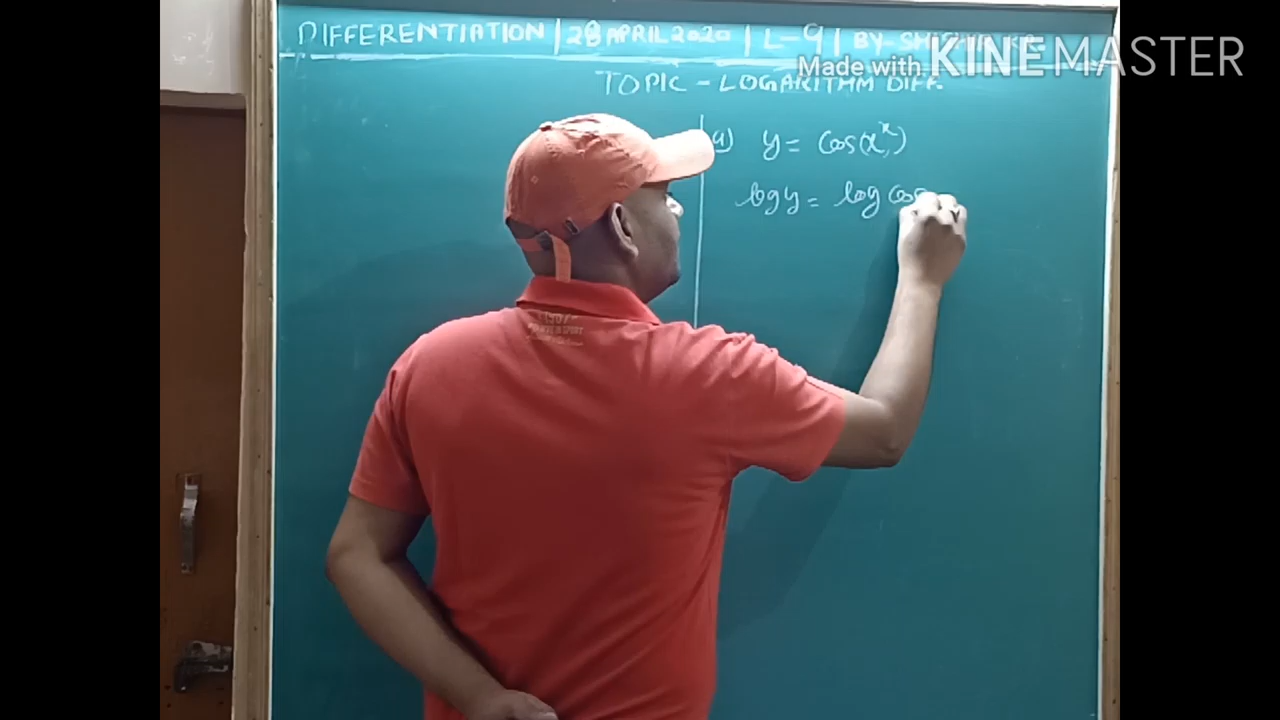 DIFFERENTIATION | 28 APRIL 2020 | L-9 | BY-
Made with KINEMASTER
TOPIC - LOGARITHM DIFF.
a) y = Cos(x^x)
log y = log cos